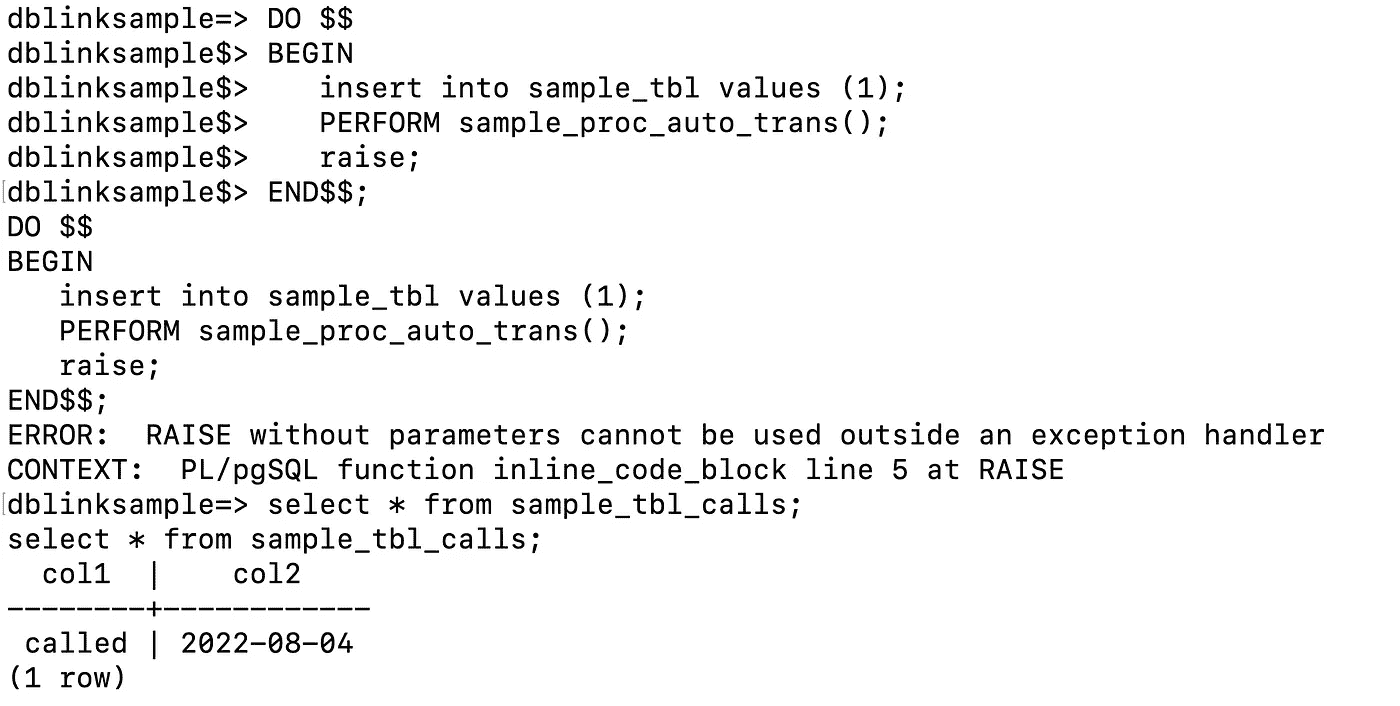 dblinksample=> DO $$
dblinksample$> BEGIN
dblinksample$>    insert into sample_tbl values (1);
dblinksample$>    PERFORM sample_proc_auto_trans();
dblinksample$>    raise;
dblinksample$> END$$;
DO $$
BEGIN
   insert into sample_tbl values (1);
   PERFORM sample_proc_auto_trans();
   raise;
END$$;
ERROR:  RAISE without parameters cannot be used outside an exception handler
CONTEXT:  PL/pgSQL function inline_code_block line 5 at RAISE
dblinksample=> select * from sample_tbl_calls;
select * from sample_tbl_calls;
  col1  |    col2
--------+------------
 called | 2022-08-04
(1 row)